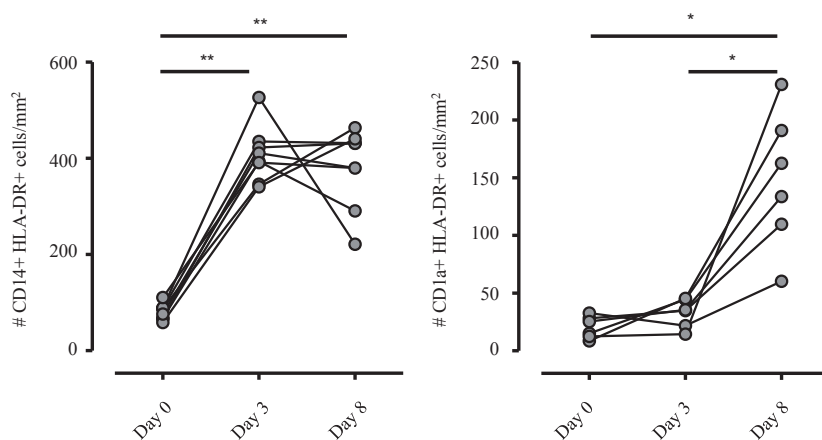 **
**
600
400
200
0
# CD14+ HLA-DR+ cells/mm²
Day 0
Day 3
Day 8
*
*
250
200
150
100
50
0
# CD1a+ HLA-DR+ cells/mm²
Day 0
Day 3
Day 8